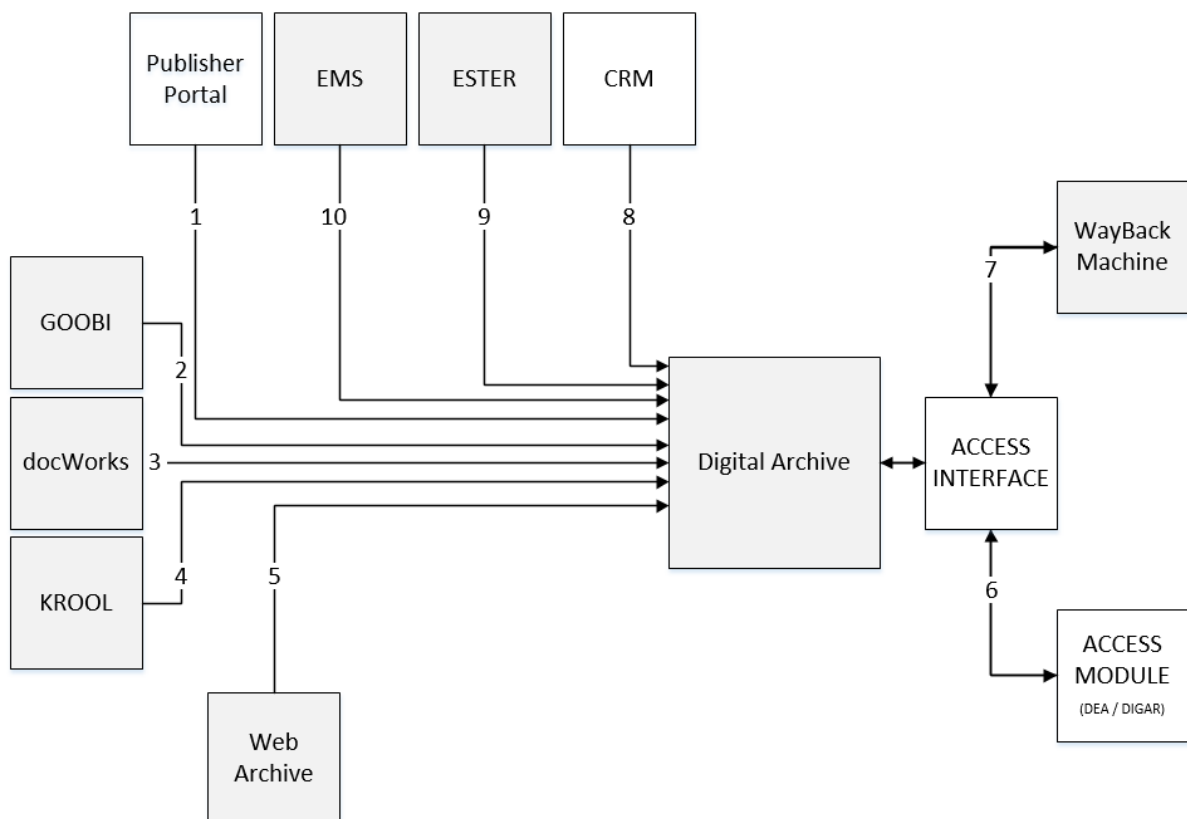 Publisher
Portal
EMS
ESTER
CRM
1
10
9
8
WayBack
Machine
7
GOOBI
2
docWorks
3
Digital Archive
ACCESS
INTERFACE
KROOL
4
5
6
ACCESS
MODULE
(DEA / DIGAR)
Web
Archive